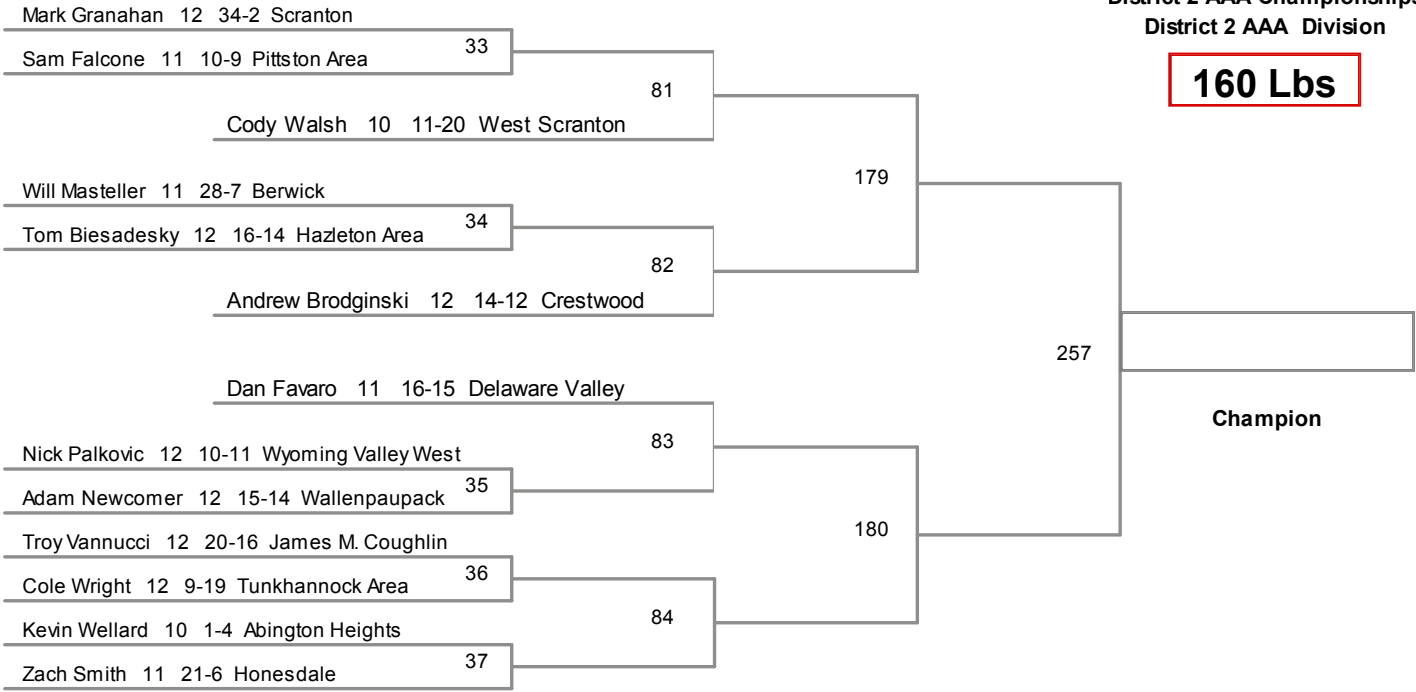 District 2 AAA Championships
District 2 AAA Division
160 Lbs
Mark Granahan 12 34-2 Scranton
33
Sam Falcone 11 10-9 Pittston Area
81
Cody Walsh 10 11-20 West Scranton
179
Will Masteller 11 28-7 Berwick
34
Tom Biesadesky 12 16-14 Hazleton Area
82
Andrew Brodginski 12 14-12 Crestwood
257
Dan Favaro 11 16-15 Delaware Valley
Champion
83
Nick Palkovic 12 10-11 Wyoming Valley West
35
Adam Newcomer 12 15-14 Wallenpaupack
180
Troy Vannucci 12 20-16 James M. Coughlin
36
Cole Wright 12 9-19 Tunkhannock Area
84
Kevin Wellard 10 1-4 Abington Heights
37
Zach Smith 11 21-6 Honesdale